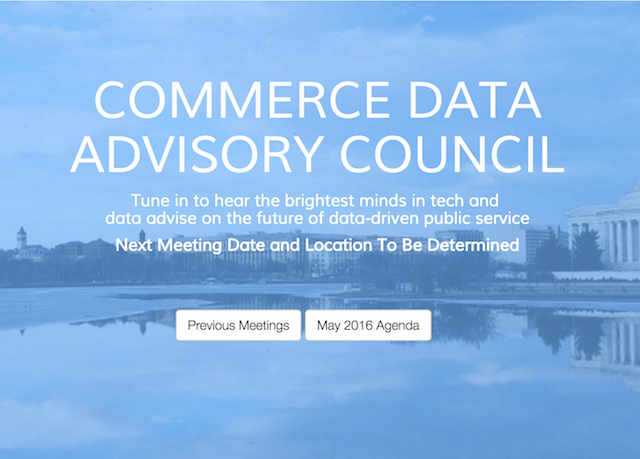 COMMERCE DATA
ADVISORY COUNCIL
Tune in to hear the brightest minds in tech and
data advise on the future of data-driven public service
Next Meeting Date and Location To Be Determined
Previous Meetings May 2016 Agenda